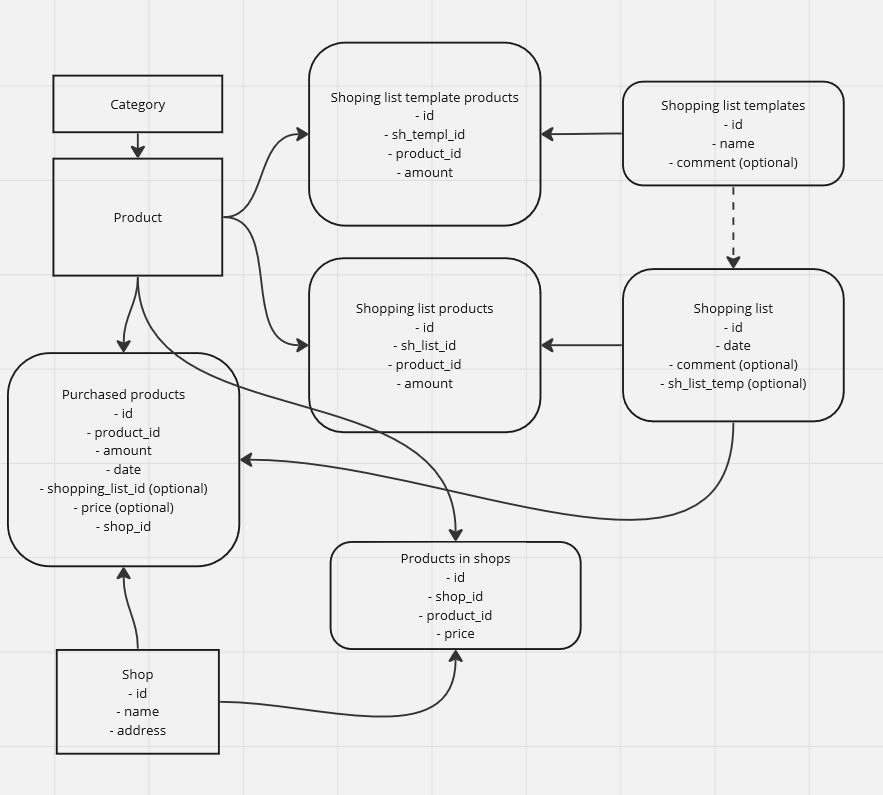 Category
Product
Shoping list template products
- id
- sh_templ_id
- product_id
- amount
Shopping list templates
- id
- name
- comment (optional)
Shopping list products
- id
- sh_list_id
- product_id
- amount
Shopping list
- id
- date
- comment (optional)
- sh_list_temp (optional)
Purchased products
- id
- product_id
- amount
- date
- shopping_list_id (optional)
- price (optional)
- shop_id
Products in shops
- id
- shop_id
- product_id
- price
Shop
- id
- name
- address